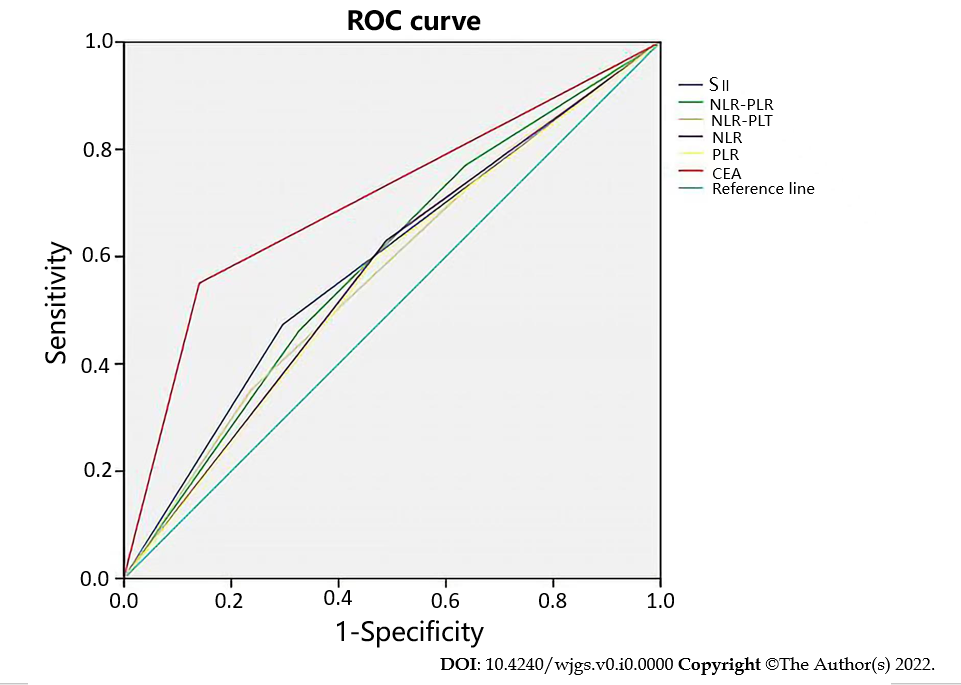 ROC curve
1.0
0.8
0.6
0.4
0.2
0.0
Sensitivity
0.0 0.2 0.4 0.6 0.8 1.0
1-Specificity
SII
NLR-PLR
NLR-PLT
NLR
PLR
CEA
Reference line
DOI: 10.4240/wjgs.v0.i0.0000 Copyright ©The Author(s) 2022.